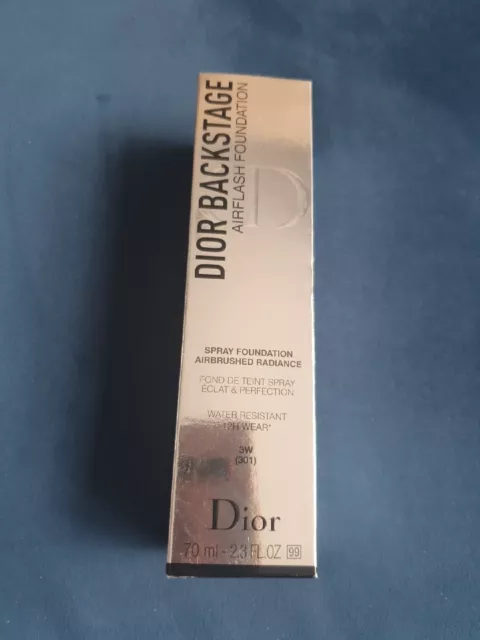 DIOR BACKSTAGE
AIRFLASH FOUNDATION
D
SPRAY FOUNDATION
AIRBRUSHED RADIANCE
FOND DE TEINT SPRAY
ÉCLAT & PERFECTION
WATER RESISTANT
12H WEAR*
3W
(301)
Dior
70 ml - 2.3 FL.OZ 99